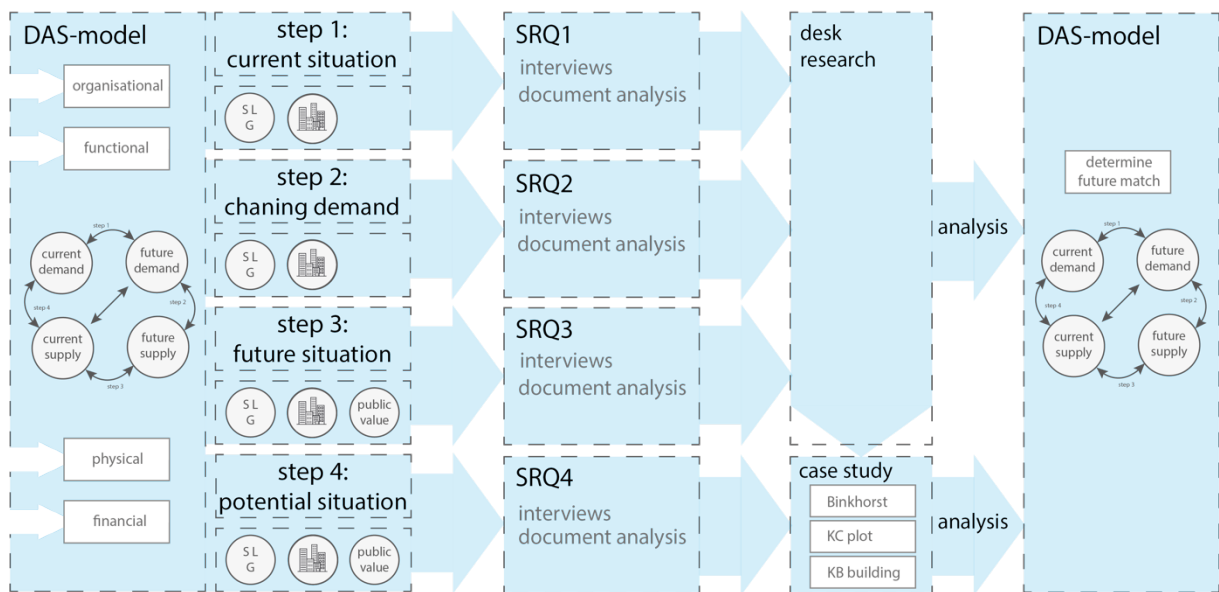 DAS-model
organisational
functional
step 1
current
demand
future
demand
step 4
step 2
current
supply
future
supply
step 3
physical
financial
step 1:
current situation
S L
G
step 2:
chaning demand
S L
G
step 3:
future situation
S L
G
public
value
step 4:
potential situation
S L
G
public
value
SRQ1
interviews
document analysis
SRQ2
interviews
document analysis
SRQ3
interviews
document analysis
SRQ4
interviews
document analysis
desk
research
case study
Binkhorst
KC plot
KB building
analysis
analysis
DAS-model
determine
future match
step 1
current
demand
future
demand
step 4
step 2
current
supply
future
supply
step 3